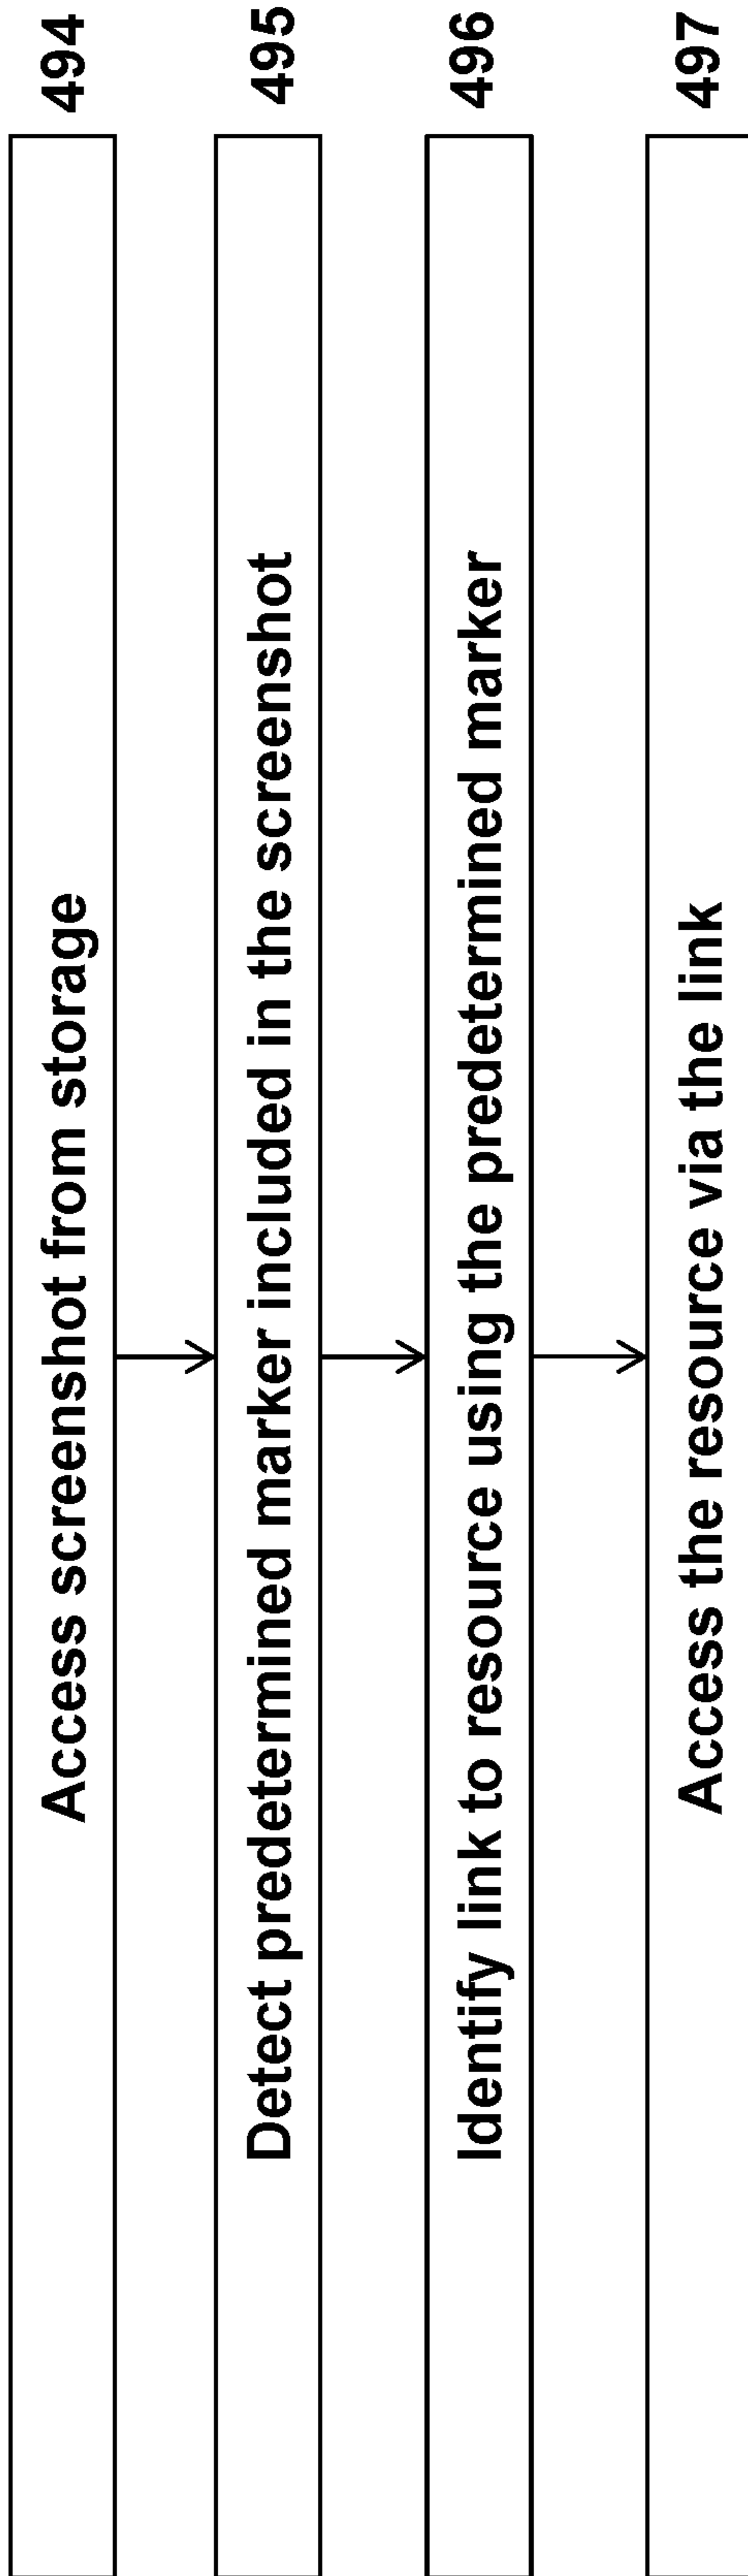 Access screenshot from storage 494
Detect predetermined marker included in the screenshot 495
Identify link to resource using the predetermined marker 496
Access the resource via the link 497